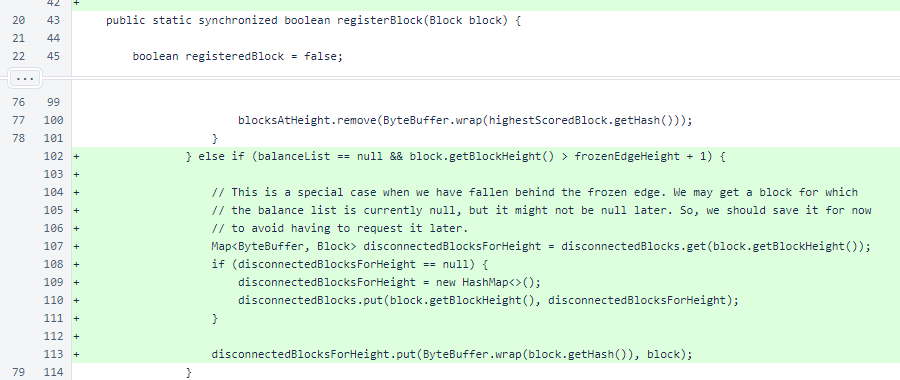 42 +
20 43 public static synchronized boolean registerBlock(Block block) {
21 44
22 45 boolean registeredBlock = false;
...
76 99
77 100 blocksAtHeight.remove(ByteBuffer.wrap(highestScoredBlock.getHash()));
78 101 }
102 + } else if (balanceList == null && block.getBlockHeight() > frozenEdgeHeight + 1) {
103 +
104 + // This is a special case when we have fallen behind the frozen edge. We may get a block for which
105 + // the balance list is currently null, but it might not be null later. So, we should save it for now
106 + // to avoid having to request it later.
107 + Map<ByteBuffer, Block> disconnectedBlocksForHeight = disconnectedBlocks.get(block.getBlockHeight());
108 + if (disconnectedBlocksForHeight == null) {
109 + disconnectedBlocksForHeight = new HashMap<>();
110 + disconnectedBlocks.put(block.getBlockHeight(), disconnectedBlocksForHeight);
111 + }
112 +
113 + disconnectedBlocksForHeight.put(ByteBuffer.wrap(block.getHash()), block);
79 114 }